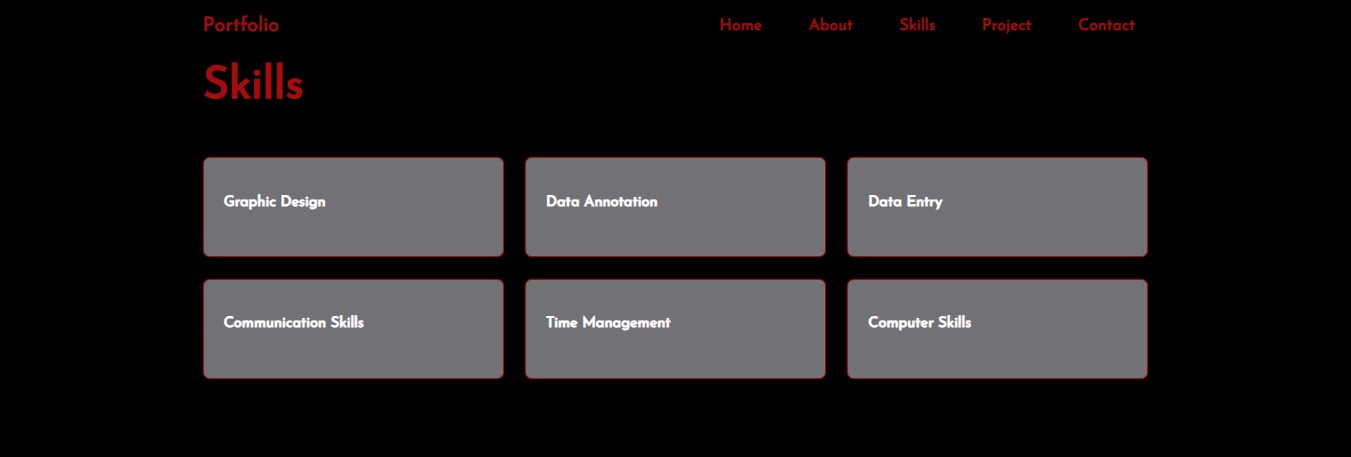 Portfolio Home About Skills Project Contact
Skills
Graphic Design Data Annotation Data Entry
Communication Skills Time Management Computer Skills